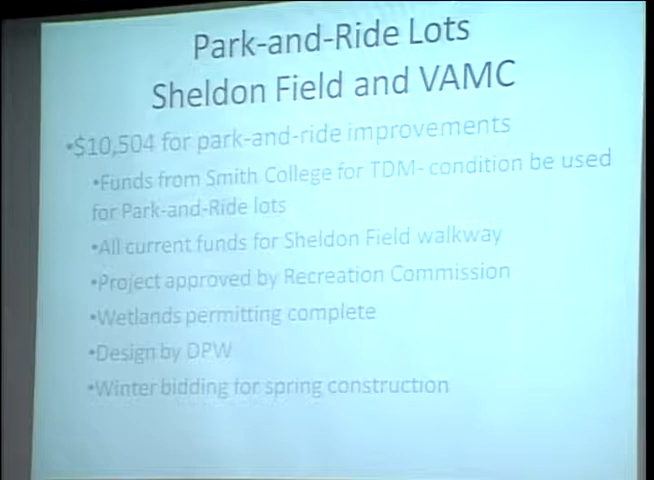 Park-and-Ride Lots
Sheldon Field and VAMC
•$10,504 for park-and-ride improvements
•Funds from Smith College for TDM- condition be used
for Park-and-Ride lots
•All current funds for Sheldon Field walkway
•Project approved by Recreation Commission
•Wetlands permitting complete
•Design by DPW
•Winter bidding for spring construction